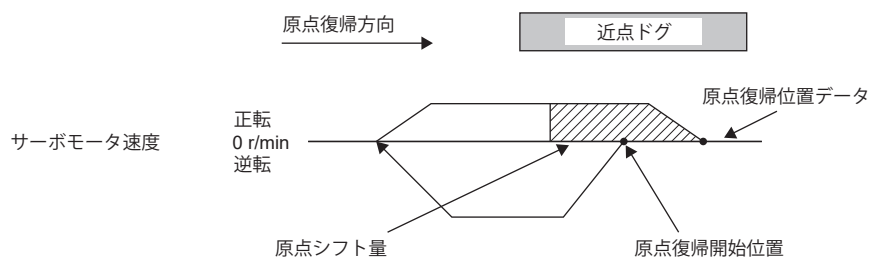 原点復帰方向
近点ドグ
原点復帰位置データ
サーボモータ速度
正転
0 r/min
逆転
原点シフト量
原点復帰開始位置